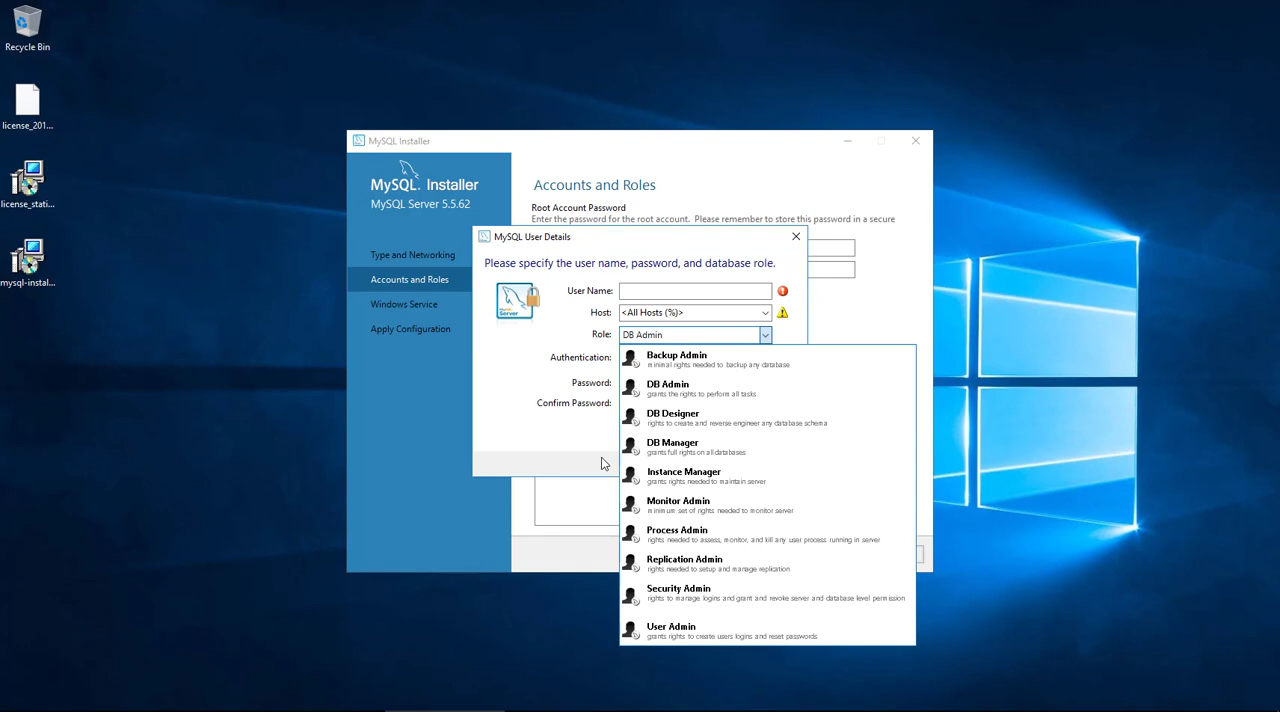 Recycle Bin
license_201...
license_stati...
mysql-instal...
MySQL Installer
MySQL. Installer
MySQL Server 5.5.62
Type and Networking
Accounts and Roles
Windows Service
Apply Configuration
Accounts and Roles
Root Account Password
Enter the password for the root account. Please remember to store this password in a secure
MySQL User Details
Please specify the user name, password, and database role.
MySQL
Server
User Name:
Host: <All Hosts (%)>
Role: DB Admin
Authentication:
Password:
Confirm Password:
Backup Admin
minimal rights needed to backup any database
DB Admin
grants the rights to perform all tasks
DB Designer
rights to create and reverse engineer any database schema
DB Manager
grants full rights on all databases
Instance Manager
grants rights needed to maintain server
Monitor Admin
minimum set of rights needed to monitor server
Process Admin
rights needed to assess, monitor, and kill any user process running in server
Replication Admin
rights needed to setup and manage replication
Security Admin
rights to manage logins and grant and revoke server and database level permission
User Admin
grants rights to create users logins and reset passwords